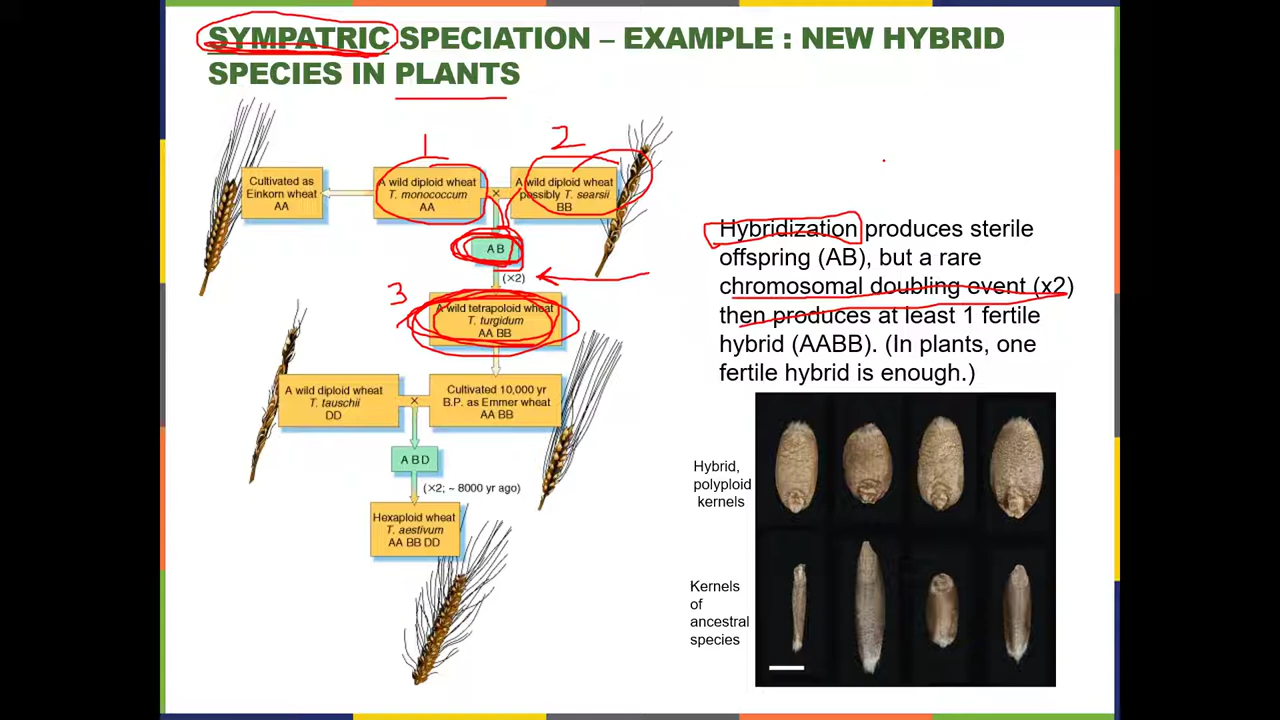 SYMPATRIC SPECIATION – EXAMPLE : NEW HYBRID
SPECIES IN PLANTS
1
2
Cultivated as
Einkorn wheat
AA
A wild diploid wheat
T. monococcum
AA
×
A wild diploid wheat
possibly T. searsii
BB
A B
(×2)
3
A wild tetrapoloid wheat
T. turgidum
AA BB
A wild diploid wheat
T. tauschii
DD
×
Cultivated 10,000 yr
B.P. as Emmer wheat
AA BB
A B D
(×2; ~ 8000 yr ago)
Hexaploid wheat
T. aestivum
AA BB DD
Hybridization produces sterile
offspring (AB), but a rare
chromosomal doubling event (x2)
then produces at least 1 fertile
hybrid (AABB). (In plants, one
fertile hybrid is enough.)
Hybrid,
polyploid
kernels
Kernels
of
ancestral
species